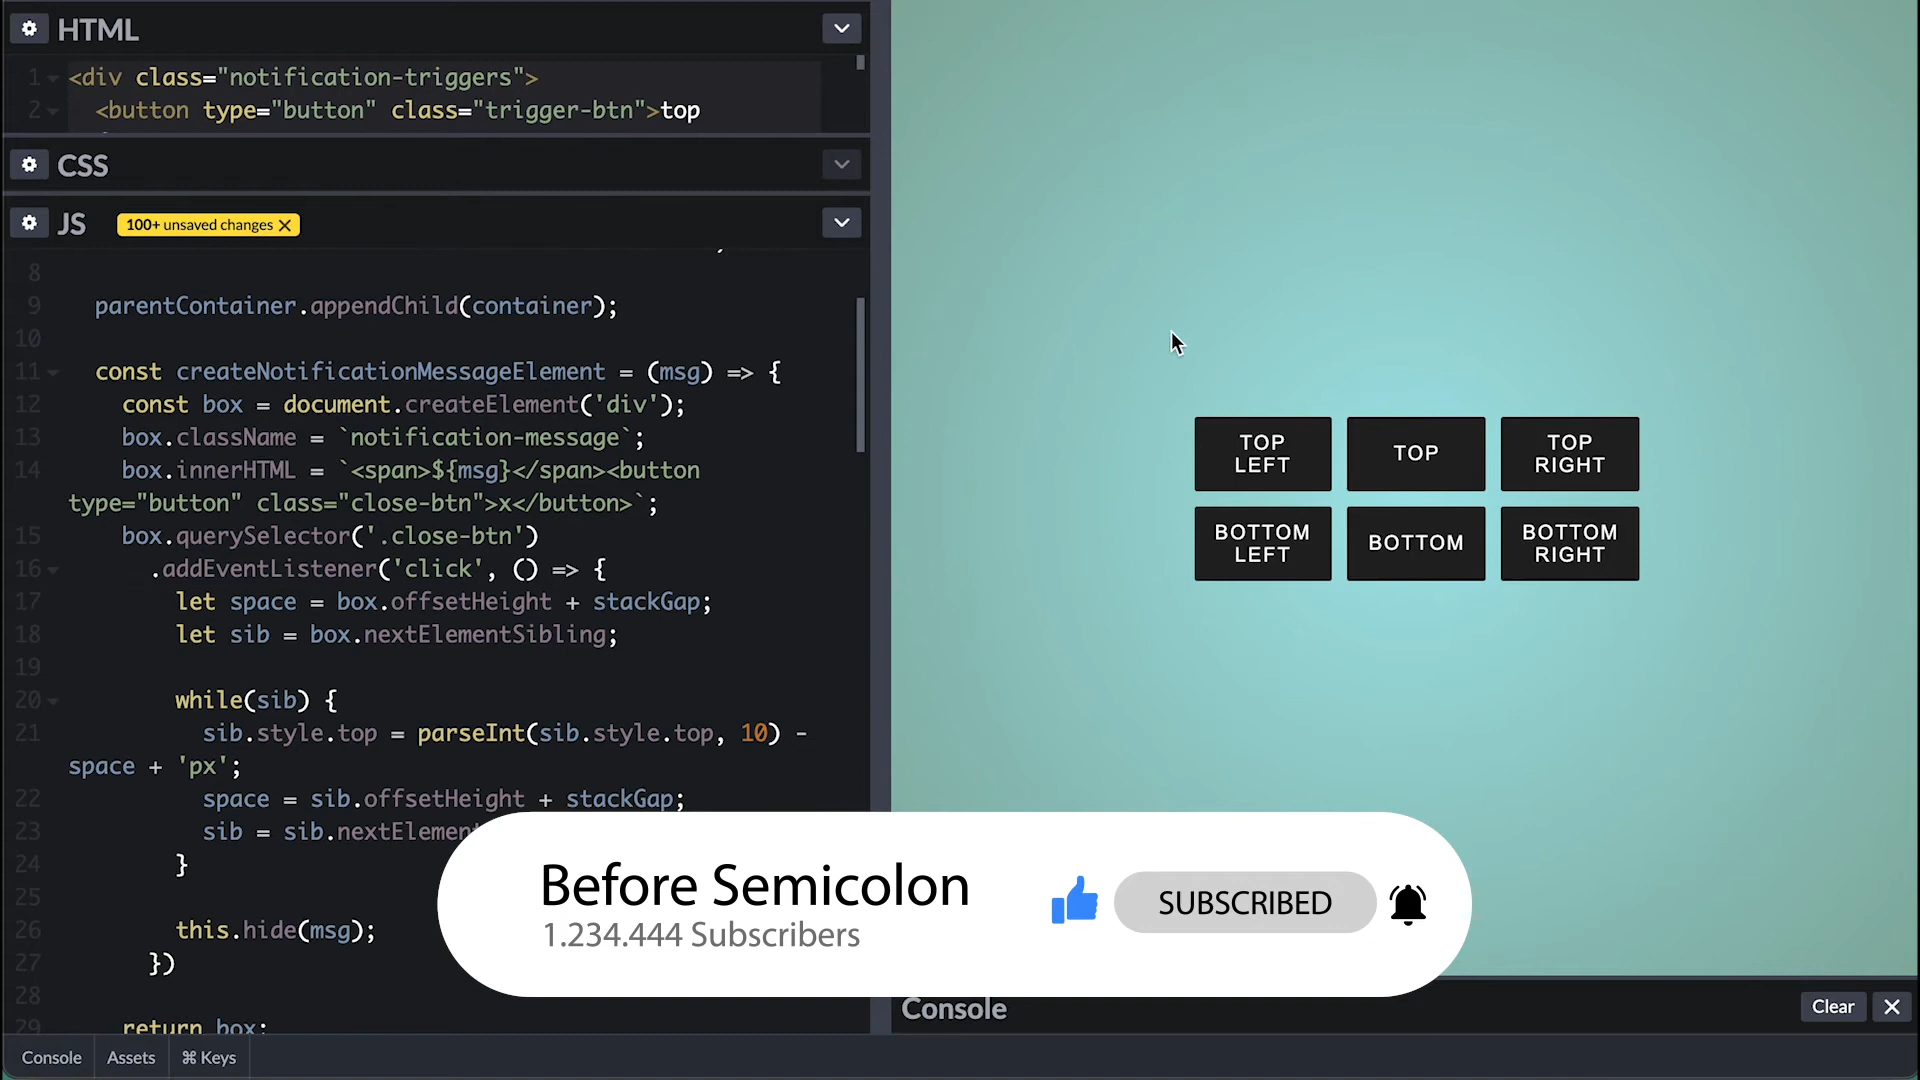 HTML
1 <div class="notification-triggers">
2 <button type="button" class="trigger-btn">top
CSS
JS 100+ unsaved changes
8
9 parentContainer.appendChild(container);
10
11 const createNotificationMessageElement = (msg) => {
12 const box = document.createElement('div');
13 box.className = `notification-message`;
14 box.innerHTML = `<span>${msg}</span><button
type="button" class="close-btn">x</button>`;
15 box.querySelector('.close-btn')
16 .addEventListener('click', () => {
17 let space = box.offsetHeight + stackGap;
18 let sib = box.nextElementSibling;
19
20 while(sib) {
21 sib.style.top = parseInt(sib.style.top, 10) -
space + 'px';
22 space = sib.offsetHeight + stackGap;
23 sib = sib.nextElement
24 }
25
26 this.hide(msg);
27 })
28
29 return box;
Console Assets ⌘ Keys
TOP
LEFT
TOP
TOP
RIGHT
BOTTOM
LEFT
BOTTOM
BOTTOM
RIGHT
Before Semicolon
1.234.444 Subscribers
SUBSCRIBED
Console
Clear